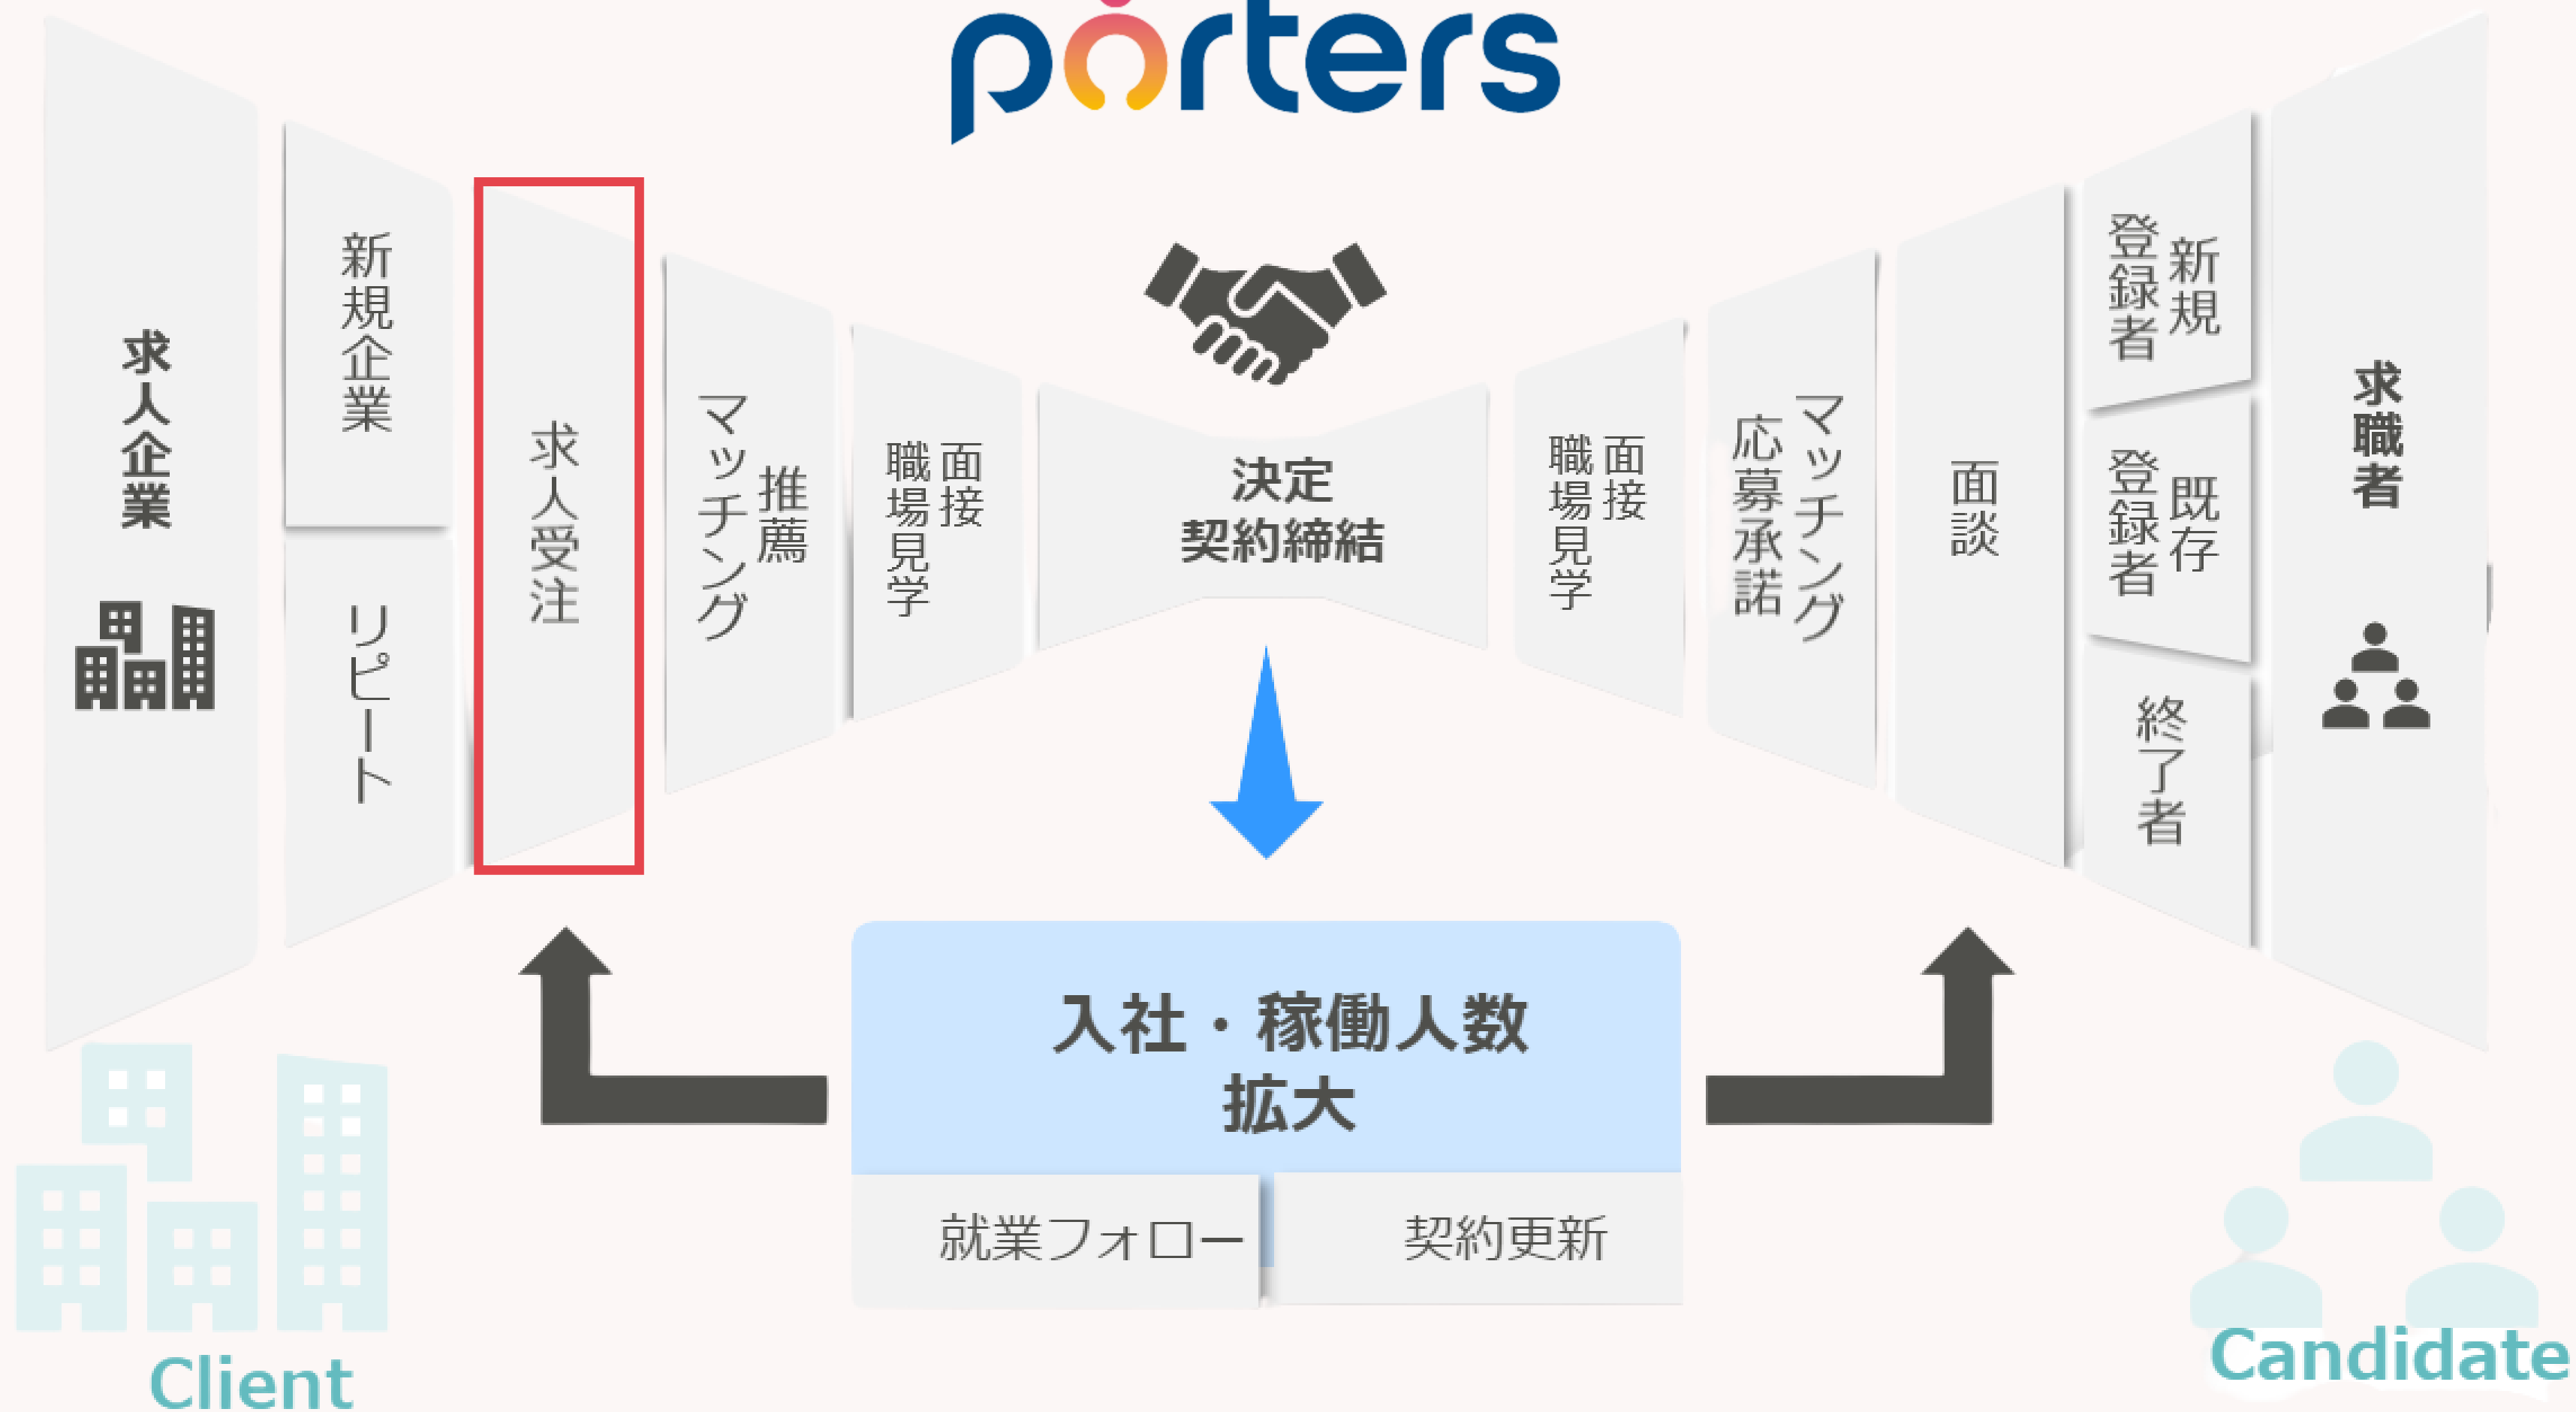 porters
求人企業
新規企業
リピート
求人受注
推薦
マッチング
面接
職場見学
決定
契約締結
面接
職場見学
マッチング
応募承諾
面談
新規
登録者
既存
登録者
終了者
求職者
入社・稼働人数
拡大
就業フォロー
契約更新
Client
Candidate